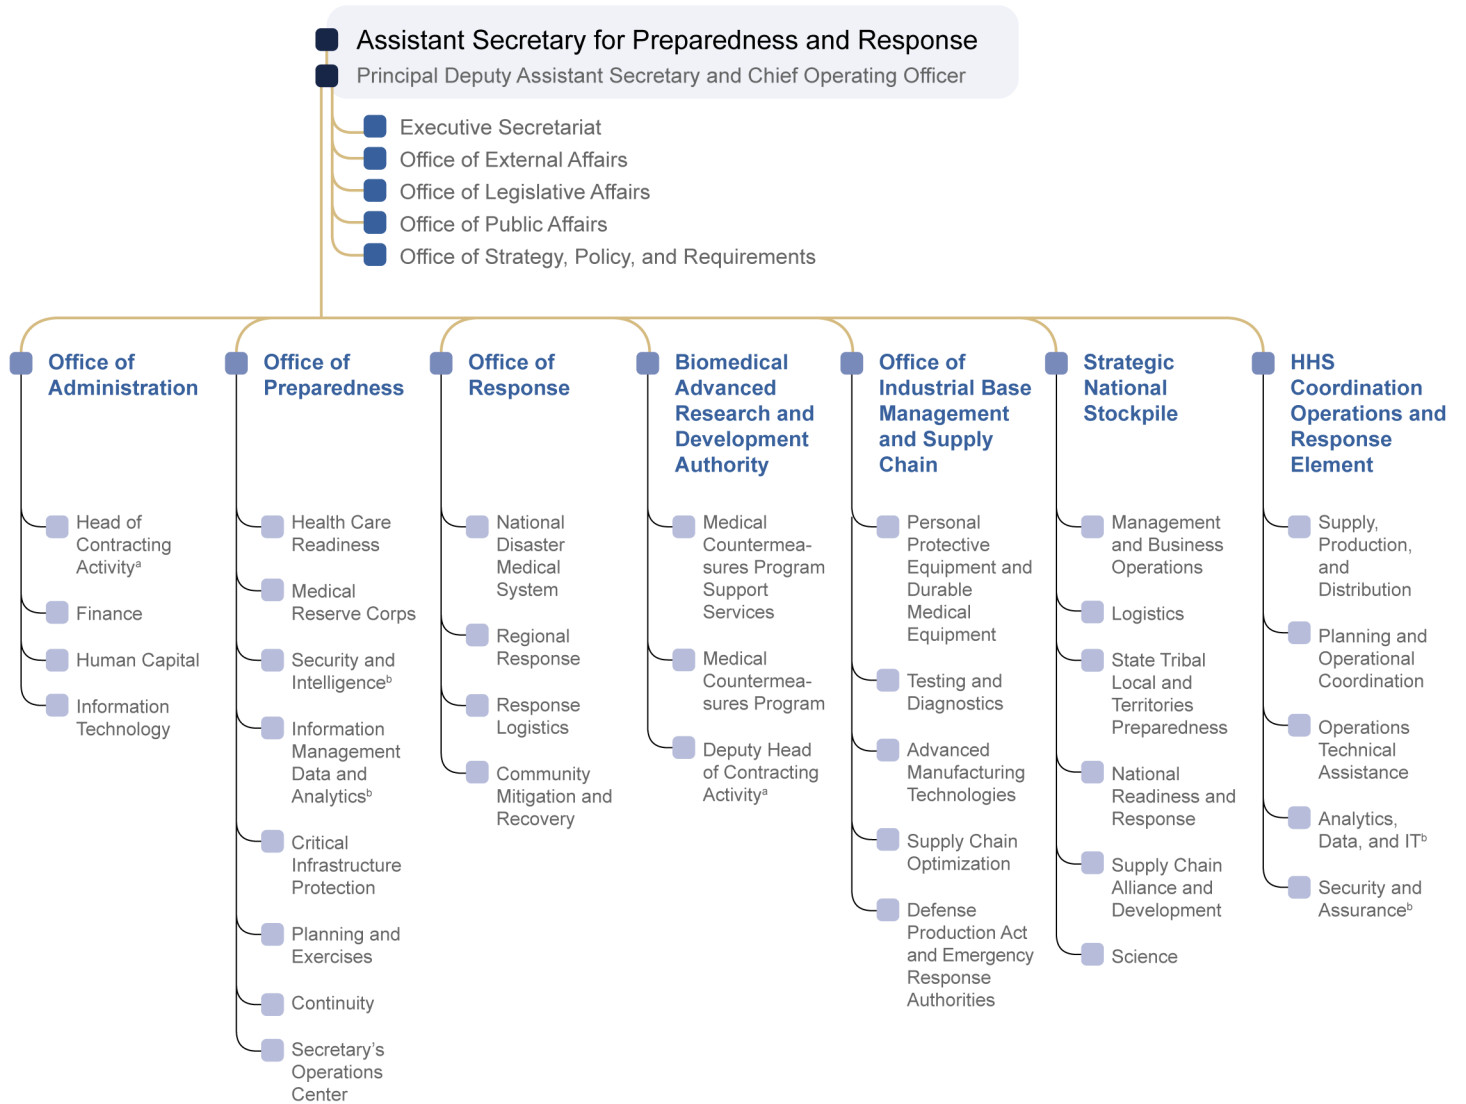 Assistant Secretary for Preparedness and Response
Principal Deputy Assistant Secretary and Chief Operating Officer
Executive Secretariat
Office of External Affairs
Office of Legislative Affairs
Office of Public Affairs
Office of Strategy, Policy, and Requirements
Office of
Administration
Head of
Contracting
Activityᵃ
Finance
Human Capital
Information
Technology
Office of
Preparedness
Health Care
Readiness
Medical
Reserve Corps
Security and
Intelligenceᵇ
Information
Management
Data and
Analyticsᵇ
Critical
Infrastructure
Protection
Planning and
Exercises
Continuity
Secretary’s
Operations
Center
Office of
Response
National
Disaster
Medical
System
Regional
Response
Response
Logistics
Community
Mitigation and
Recovery
Biomedical
Advanced
Research and
Development
Authority
Medical
Countermea-
sures Program
Support
Services
Medical
Countermea-
sures Program
Deputy Head
of Contracting
Activityᵃ
Office of
Industrial Base
Management
and Supply
Chain
Personal
Protective
Equipment and
Durable
Medical
Equipment
Testing and
Diagnostics
Advanced
Manufacturing
Technologies
Supply Chain
Optimization
Defense
Production Act
and Emergency
Response
Authorities
Strategic
National
Stockpile
Management
and Business
Operations
Logistics
State Tribal
Local and
Territories
Preparedness
National
Readiness and
Response
Supply Chain
Alliance and
Development
Science
HHS
Coordination
Operations and
Response
Element
Supply,
Production,
and
Distribution
Planning and
Operational
Coordination
Operations
Technical
Assistance
Analytics,
Data, and ITᵇ
Security and
Assuranceᵇ